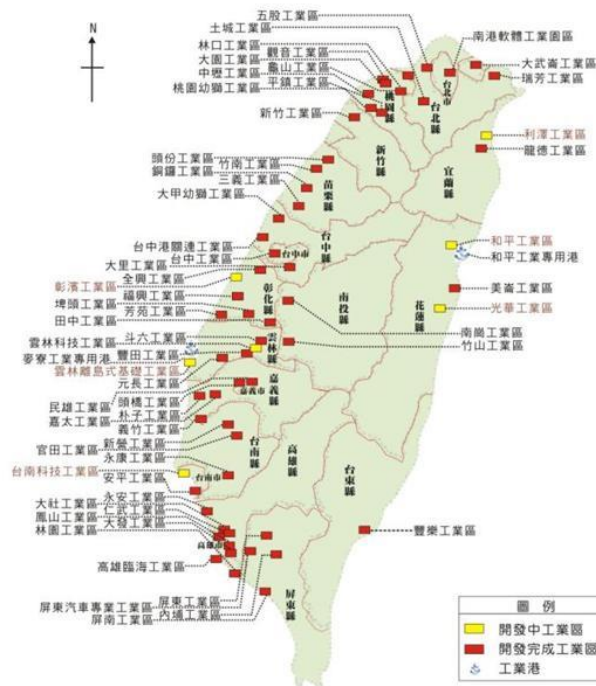 N
五股工業區
土城工業區
林口工業區
觀音工業區
大園工業區
龜山工業區
中壢工業區
平鎮工業區
桃園幼獅工業區
新竹工業區
南港軟體工業園區
大武崙工業區
瑞芳工業區
利澤工業區
龍德工業區
頭份工業區
竹南工業區
銅鑼工業區
三義工業區
大甲幼獅工業區
台中港關連工業區
台中工業區
大里工業區
全興工業區
彰濱工業區
福興工業區
埤頭工業區
芳苑工業區
田中工業區
斗六工業區
雲林科技工業區
豐田工業區
麥寮工業專用港
雲林離島式基礎工業區
元長工業區
頭橋工業區
民雄工業區
朴子工業區
嘉太工業區
義竹工業區
新營工業區
官田工業區
永康工業區
台南科技工業區
安平工業區
永安工業區
大社工業區
仁武工業區
鳳山工業區
大發工業區
林園工業區
高雄臨海工業區
屏東工業區
屏東汽車專業工業區
內埔工業區
屏南工業區
和平工業區
和平工業專用港
美崙工業區
光華工業區
南崗工業區
竹山工業區
豐樂工業區
台北市
台北縣
桃園縣
新竹縣
宜蘭縣
苗栗縣
台中縣
台中市
彰化縣
南投縣
花蓮縣
雲林縣
嘉義縣
嘉義市
台南縣
台南市
高雄縣
高雄市
台東縣
屏東縣
圖例
開發中工業區
開發完成工業區
工業港